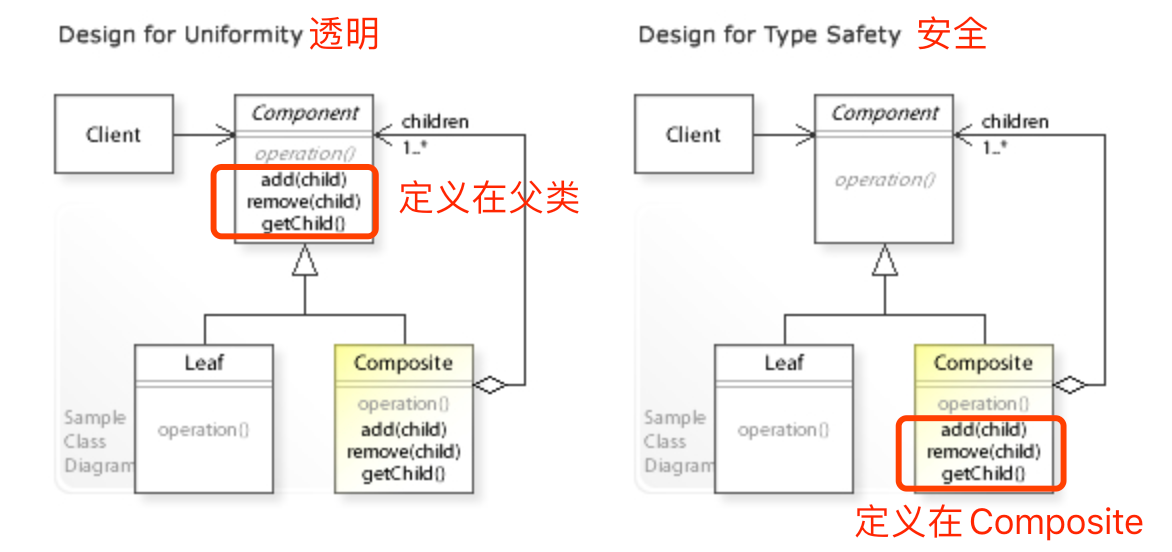 Design for Uniformity 透明
Client
Component
operation()
add(child)
remove(child)
getChild()
children
1..*
定义在父类
Leaf
operation()
Composite
operation()
add(child)
remove(child)
getChild()
Sample
Class
Diagram
Design for Type Safety 安全
Client
Component
operation()
children
1..*
Leaf
operation()
Composite
operation()
add(child)
remove(child)
getChild()
Sample
Class
Diagram
定义在 Composite